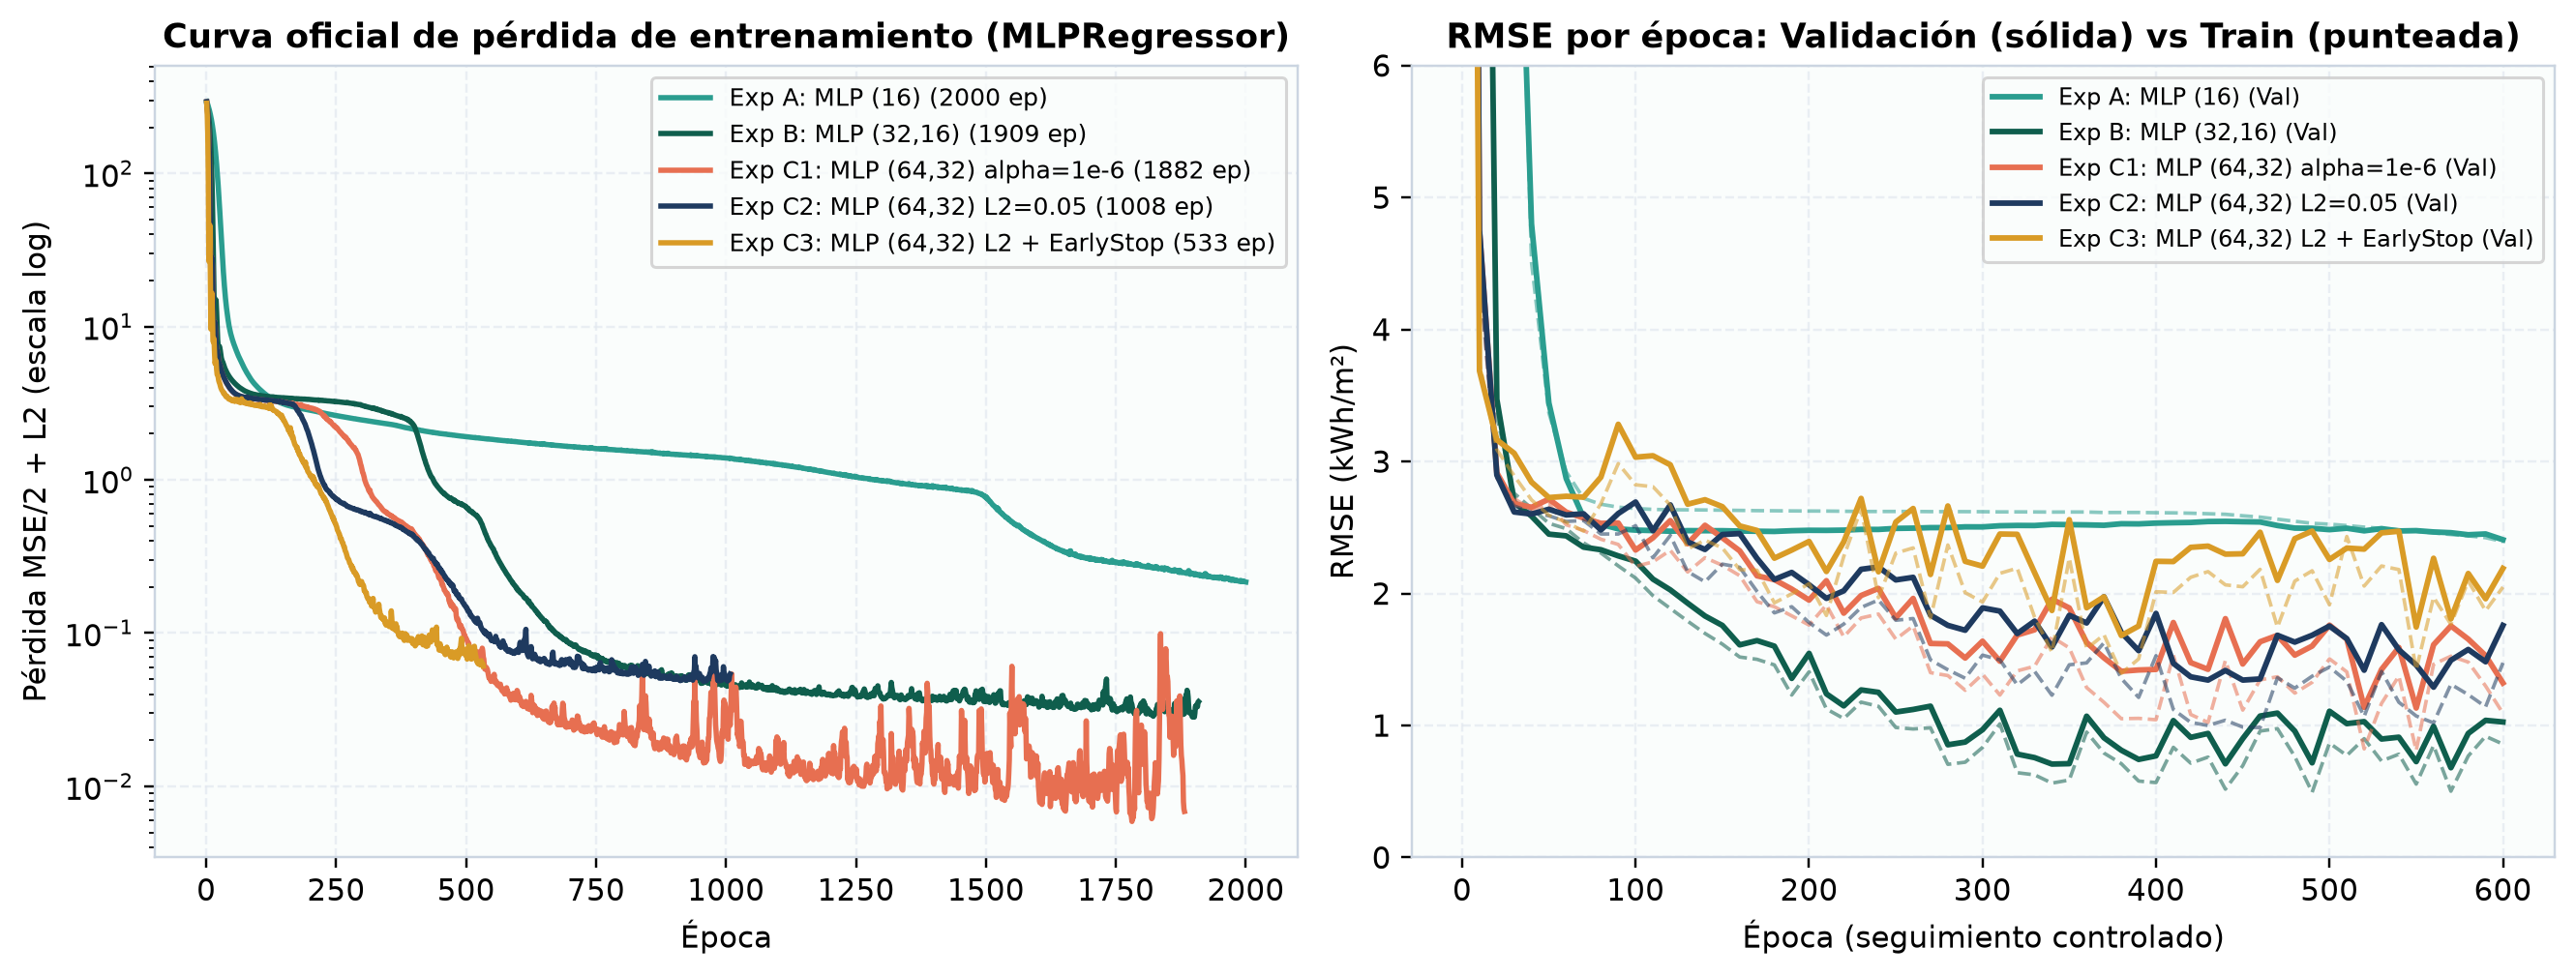 Curva oficial de pérdida de entrenamiento (MLPRegressor)
Pérdida MSE/2 + L2 (escala log)
10²
10¹
10⁰
10⁻¹
10⁻²
Exp A: MLP (16) (2000 ep)
Exp B: MLP (32,16) (1909 ep)
Exp C1: MLP (64,32) alpha=1e-6 (1882 ep)
Exp C2: MLP (64,32) L2=0.05 (1008 ep)
Exp C3: MLP (64,32) L2 + EarlyStop (533 ep)
0 250 500 750 1000 1250 1500 1750 2000
Época
RMSE por época: Validación (sólida) vs Train (punteada)
RMSE (kWh/m²)
6
5
4
3
2
1
0
Exp A: MLP (16) (Val)
Exp B: MLP (32,16) (Val)
Exp C1: MLP (64,32) alpha=1e-6 (Val)
Exp C2: MLP (64,32) L2=0.05 (Val)
Exp C3: MLP (64,32) L2 + EarlyStop (Val)
0 100 200 300 400 500 600
Época (seguimiento controlado)